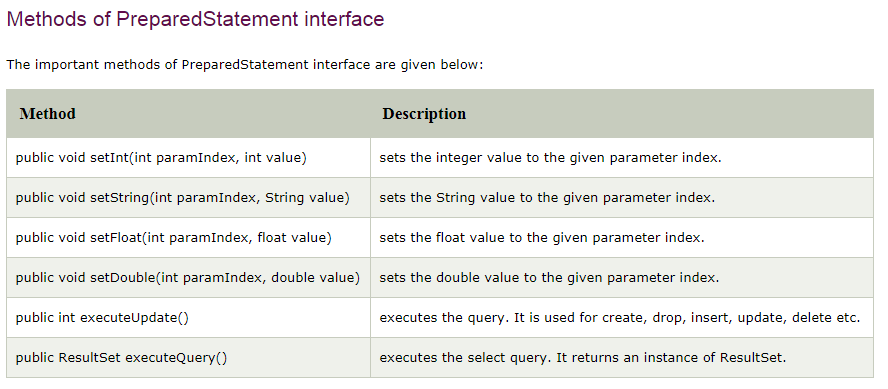 Methods of PreparedStatement interface
The important methods of PreparedStatement interface are given below:
Method Description
public void setInt(int paramIndex, int value) sets the integer value to the given parameter index.
public void setString(int paramIndex, String value) sets the String value to the given parameter index.
public void setFloat(int paramIndex, float value) sets the float value to the given parameter index.
public void setDouble(int paramIndex, double value) sets the double value to the given parameter index.
public int executeUpdate() executes the query. It is used for create, drop, insert, update, delete etc.
public ResultSet executeQuery() executes the select query. It returns an instance of ResultSet.